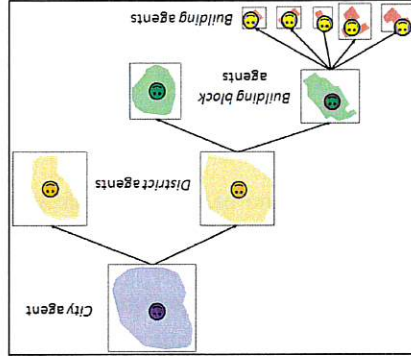 City agent
District agents
Building block
agents
Building agents